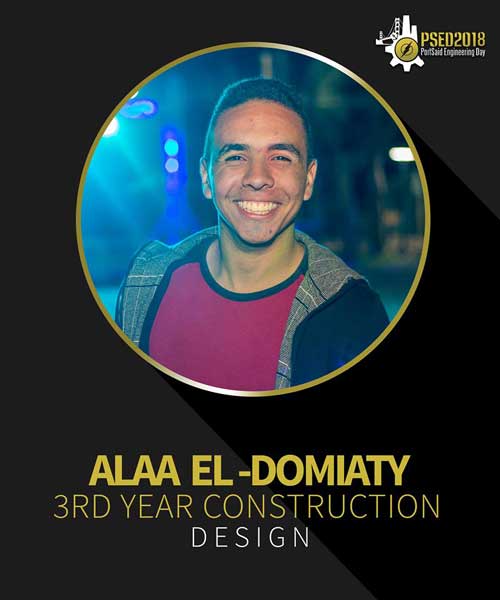 PSED2018
PortSaid Engineering Day
ALAA EL-DOMIATY
3RD YEAR CONSTRUCTION
DESIGN